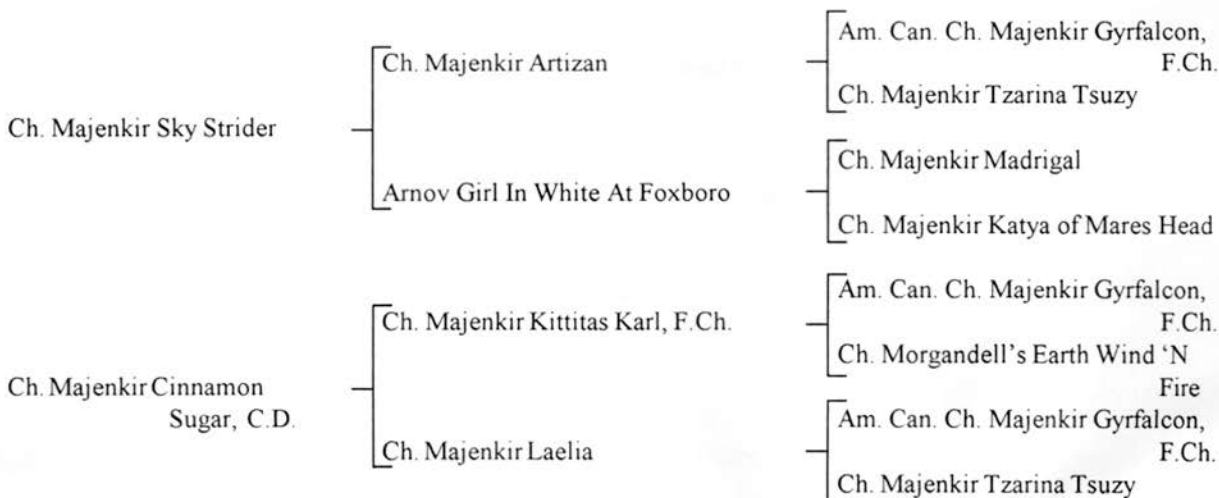 Am. Can. Ch. Majenkir Gyrfalcon,
F.Ch.
Ch. Majenkir Artizan
Ch. Majenkir Tzarina Tsuzy
Ch. Majenkir Sky Strider
Ch. Majenkir Madrigal
Arnov Girl In White At Foxboro
Ch. Majenkir Katya of Mares Head
Am. Can. Ch. Majenkir Gyrfalcon,
F.Ch.
Ch. Majenkir Kittitas Karl, F.Ch.
Ch. Morgandell's Earth Wind ‘N
Fire
Ch. Majenkir Cinnamon
Sugar, C.D.
Am. Can. Ch. Majenkir Gyrfalcon,
F.Ch.
Ch. Majenkir Laelia
Ch. Majenkir Tzarina Tsuzy